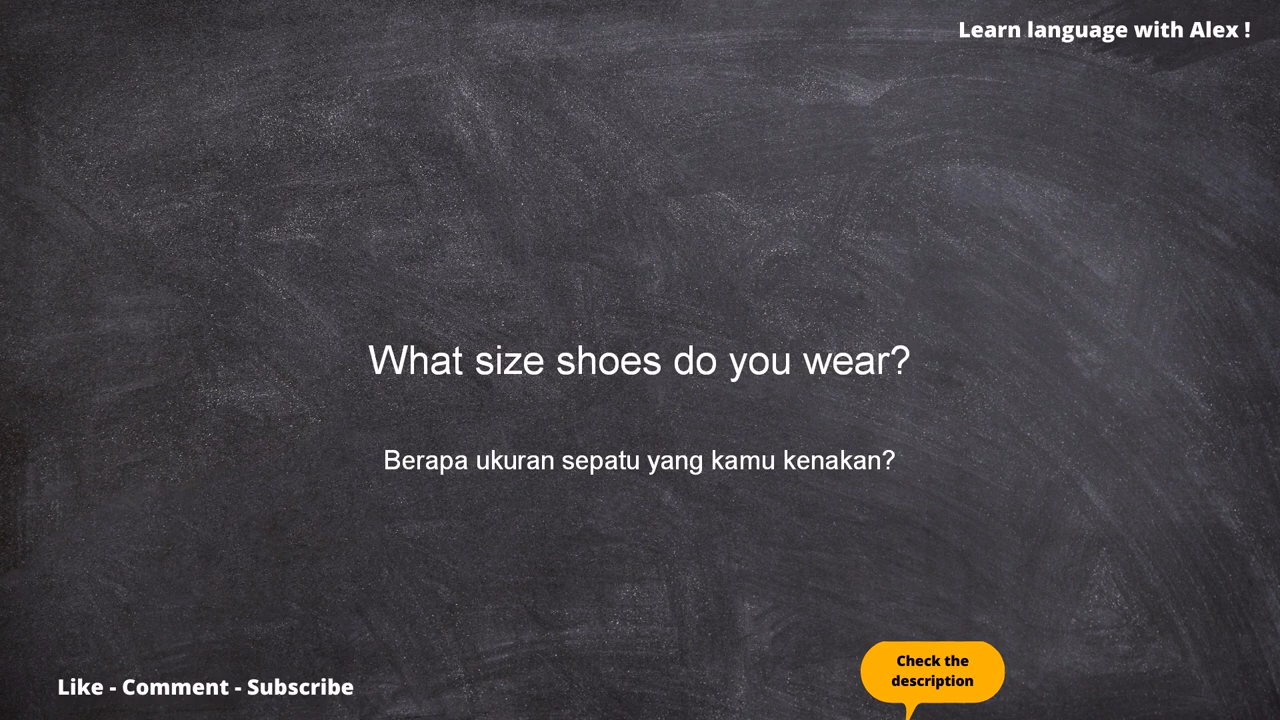 Learn language with Alex !
What size shoes do you wear?
Berapa ukuran sepatu yang kamu kenakan?
Like - Comment - Subscribe
Check the
description